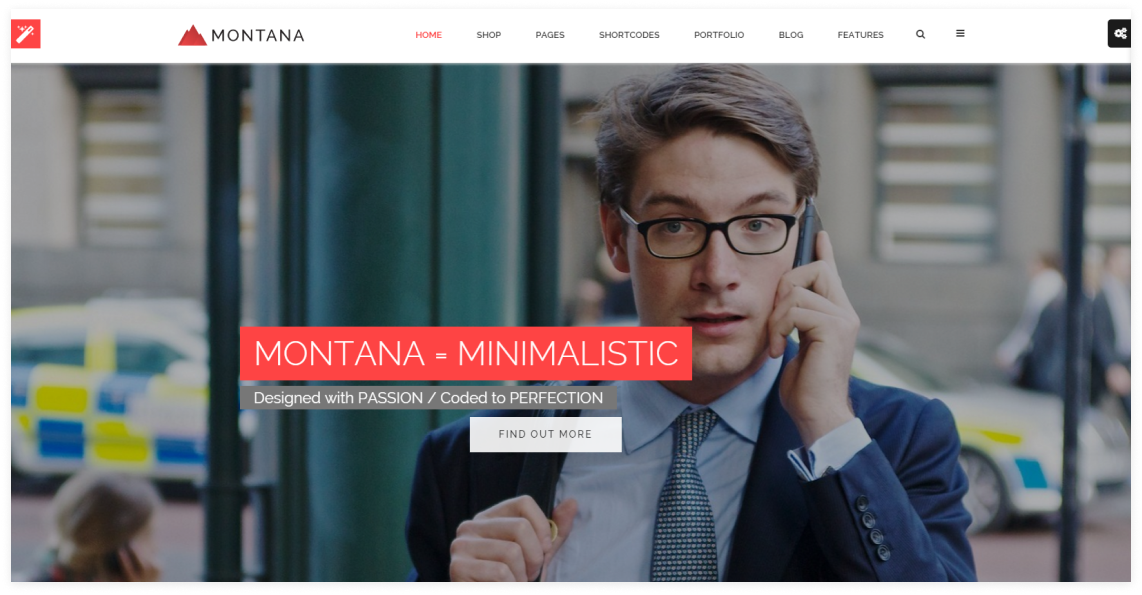 MONTANA
HOME SHOP PAGES SHORTCODES PORTFOLIO BLOG FEATURES
MONTANA = MINIMALISTIC
Designed with PASSION / Coded to PERFECTION
FIND OUT MORE